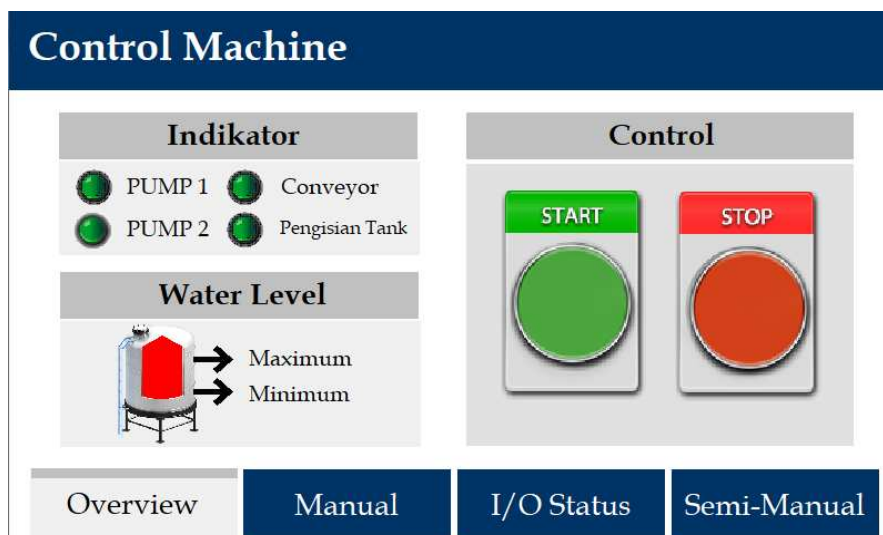 Control Machine
Indikator
PUMP 1
Conveyor
PUMP 2
Pengisian Tank
Water Level
Maximum
Minimum
Control
START
STOP
Overview
Manual
I/O Status
Semi-Manual